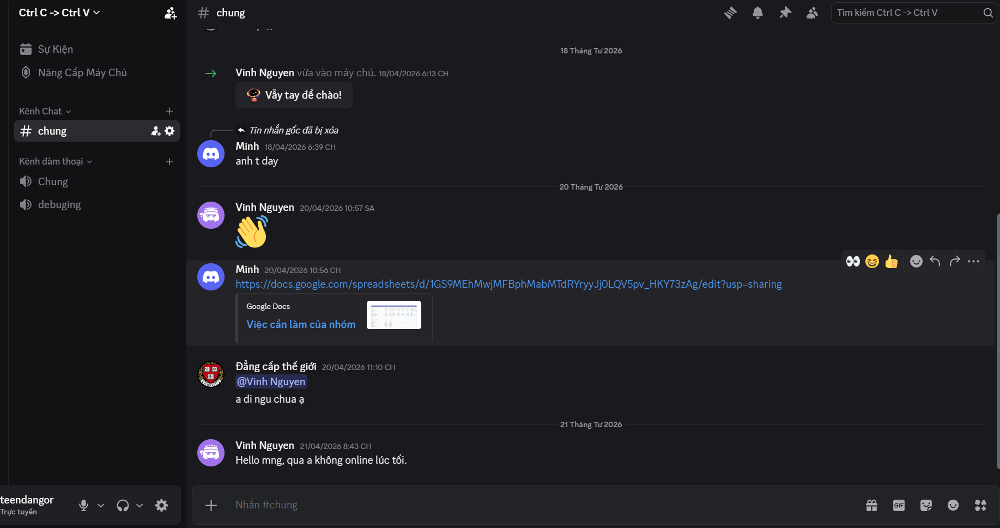 Ctrl C -> Ctrl V
chung
Tìm kiếm Ctrl C -> Ctrl V
Sự Kiện
Nâng Cấp Máy Chủ
Kênh Chat
chung
Kênh đàm thoại
Chung
debuging
18 Tháng Tư 2026
Vinh Nguyen vừa vào máy chủ. 18/04/2026 6:13 CH
Vẫy tay để chào!
Tin nhắn gốc đã bị xóa
Minh 18/04/2026 6:39 CH
anh t day
20 Tháng Tư 2026
Vinh Nguyen 20/04/2026 10:57 SA
Minh 20/04/2026 10:56 CH
https://docs.google.com/spreadsheets/d/1GS9MEhMwjMFBphMabMTdRYryyJj0LQV5pv_HKY73zAg/edit?usp=sharing
Google Docs
Việc cần làm của nhóm
Đẳng cấp thế giới 20/04/2026 11:10 CH
@Vinh Nguyen
a di ngu chua ạ
21 Tháng Tư 2026
Vinh Nguyen 21/04/2026 8:43 CH
Hello mng, qua a không online lúc tối.
teendangor
Trực tuyến
Nhắn #chung
GIF